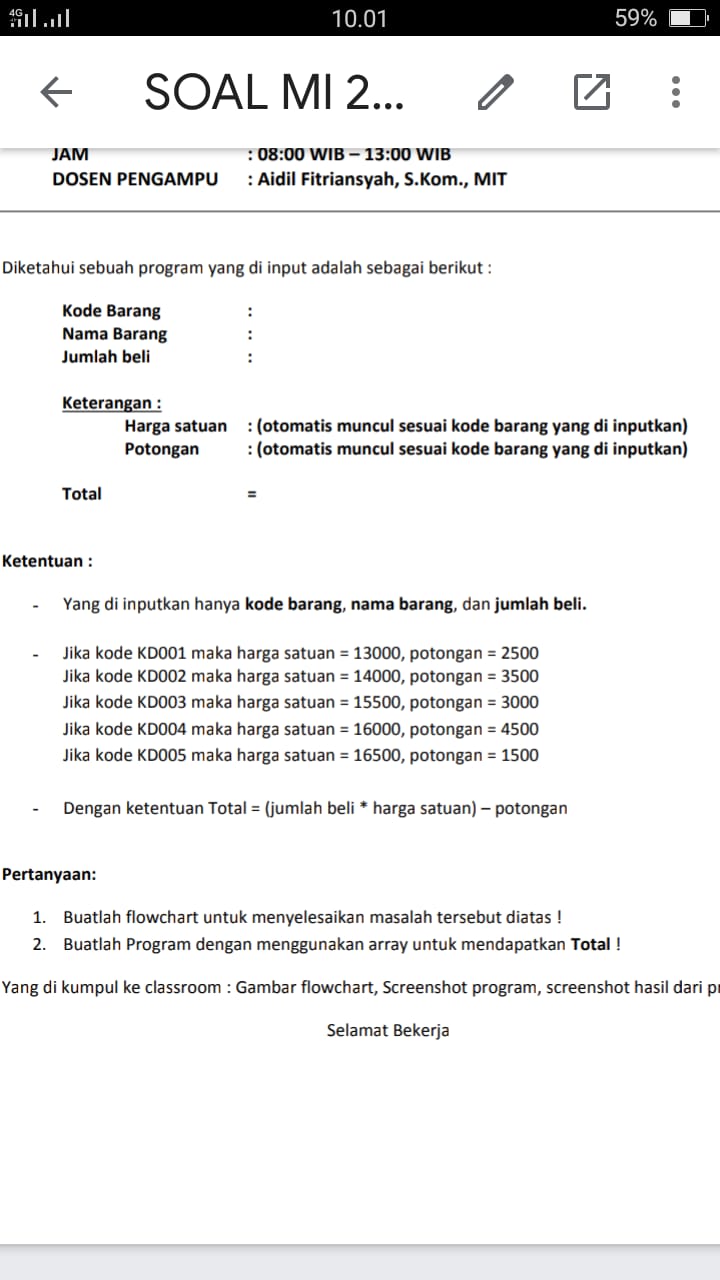 4G 10.01 59%
SOAL MI 2...
JAM : 08:00 WIB – 13:00 WIB
DOSEN PENGAMPU : Aidil Fitriansyah, S.Kom., MIT
Diketahui sebuah program yang di input adalah sebagai berikut :
Kode Barang :
Nama Barang :
Jumlah beli :
Keterangan :
Harga satuan : (otomatis muncul sesuai kode barang yang di inputkan)
Potongan : (otomatis muncul sesuai kode barang yang di inputkan)
Total =
Ketentuan :
- Yang di inputkan hanya kode barang, nama barang, dan jumlah beli.
- Jika kode KD001 maka harga satuan = 13000, potongan = 2500
Jika kode KD002 maka harga satuan = 14000, potongan = 3500
Jika kode KD003 maka harga satuan = 15500, potongan = 3000
Jika kode KD004 maka harga satuan = 16000, potongan = 4500
Jika kode KD005 maka harga satuan = 16500, potongan = 1500
- Dengan ketentuan Total = (jumlah beli * harga satuan) – potongan
Pertanyaan:
1. Buatlah flowchart untuk menyelesaikan masalah tersebut diatas !
2. Buatlah Program dengan menggunakan array untuk mendapatkan Total !
Yang di kumpul ke classroom : Gambar flowchart, Screenshot program, screenshot hasil dari
Selamat Bekerja